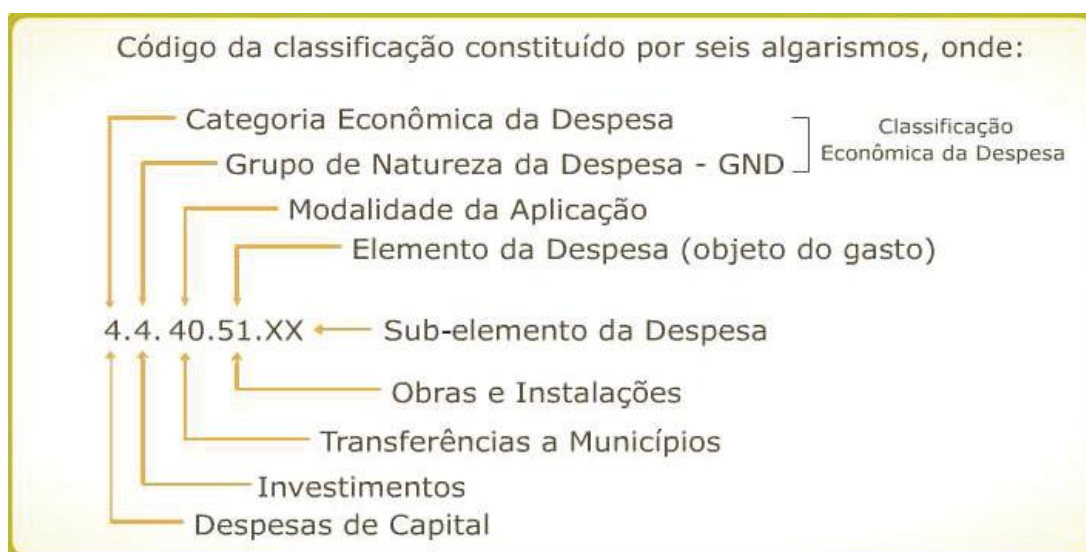 Código da classificação constituído por seis algarismos, onde:
Categoria Econômica da Despesa
Classificação
Econômica da Despesa
Grupo de Natureza da Despesa - GND
Modalidade da Aplicação
Elemento da Despesa (objeto do gasto)
4.4. 40.51.XX
Sub-elemento da Despesa
Obras e Instalações
Transferências a Municípios
Investimentos
Despesas de Capital